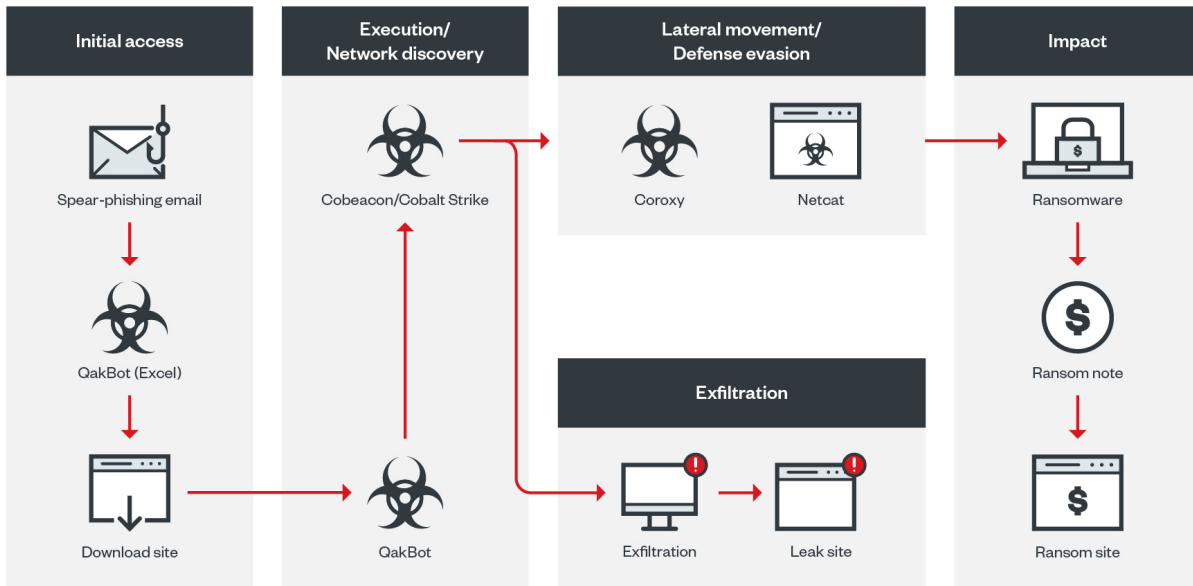 Initial access
Spear-phishing email
QakBot (Excel)
Download site
Execution/
Network discovery
Cobeacon/Cobalt Strike
QakBot
Lateral movement/
Defense evasion
Coroxy
Netcat
Exfiltration
Exfiltration
Leak site
Impact
$
Ransomware
$
Ransom note
$
Ransom site